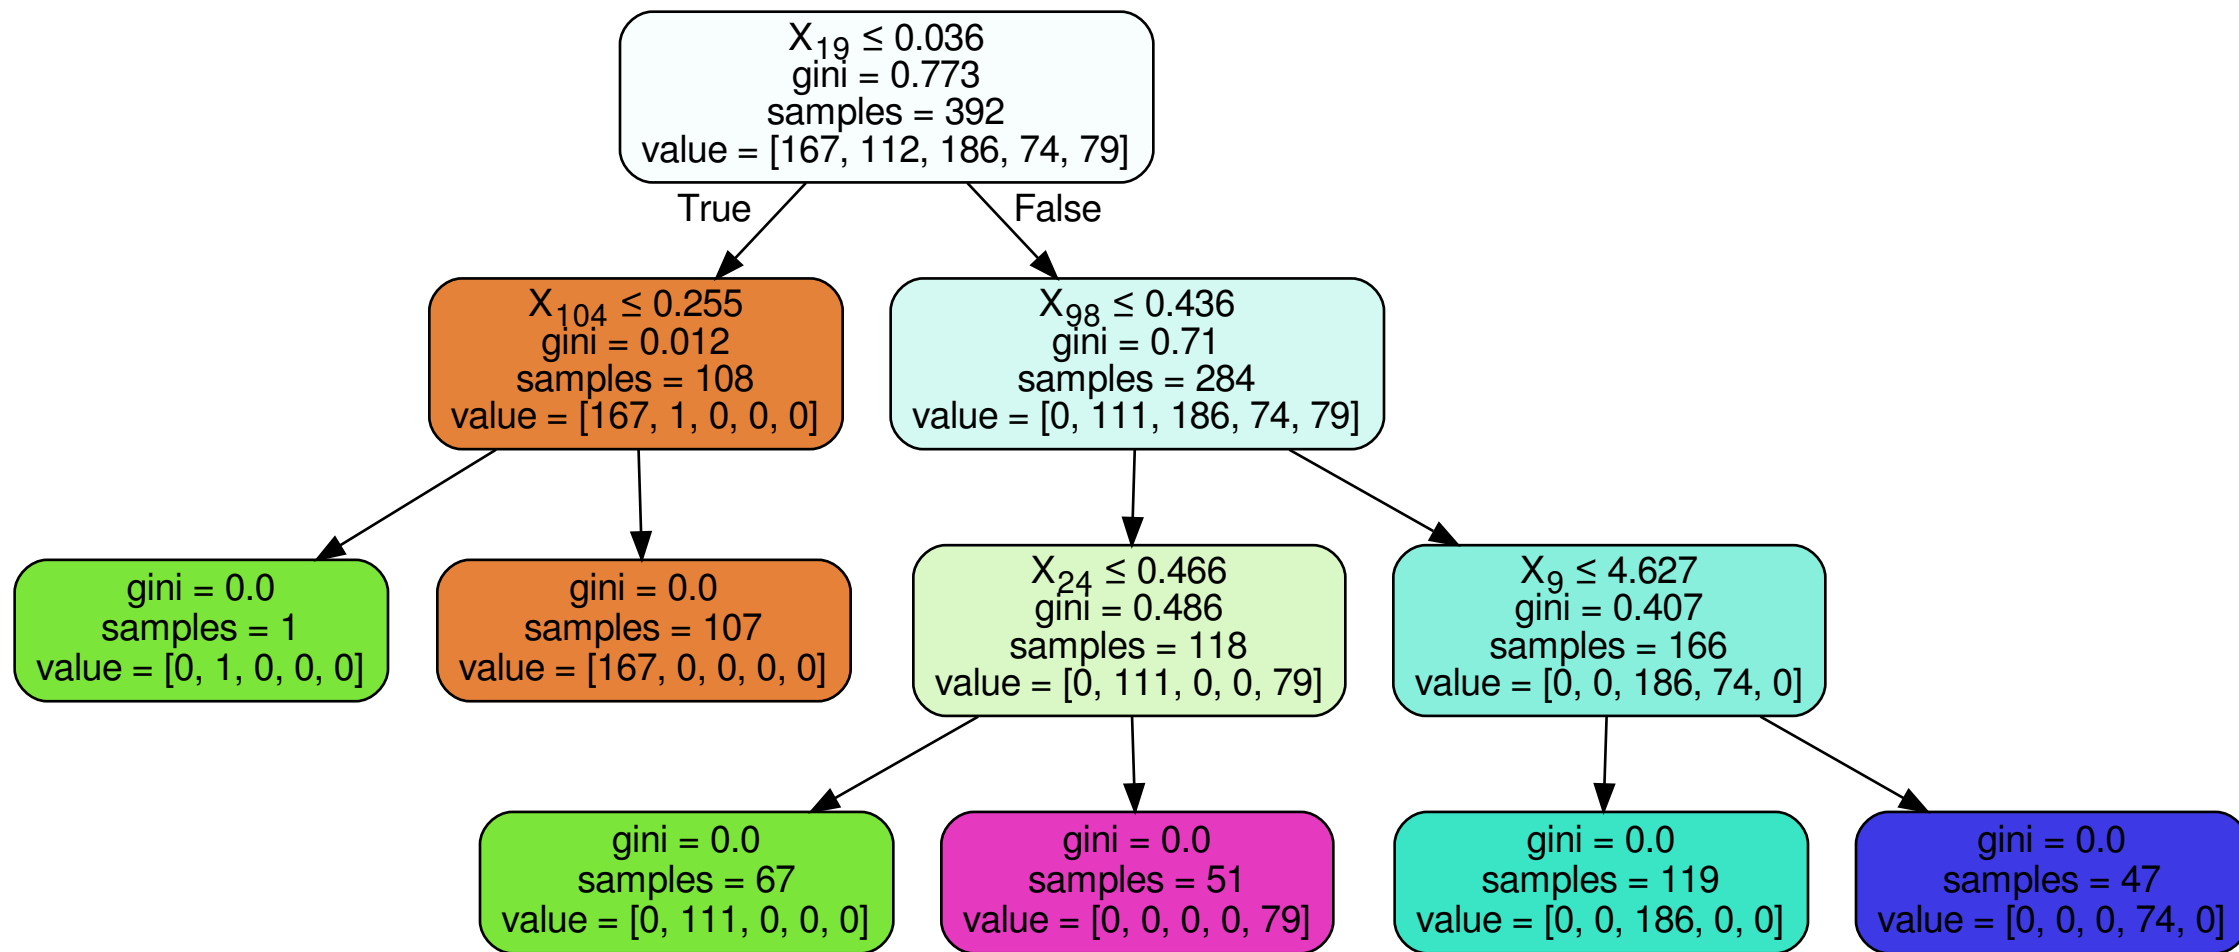 X19 ≤ 0.036
gini = 0.773
samples = 392
value = [167, 112, 186, 74, 79]
True
False
X104 ≤ 0.255
gini = 0.012
samples = 108
value = [167, 1, 0, 0, 0]
X98 ≤ 0.436
gini = 0.71
samples = 284
value = [0, 111, 186, 74, 79]
gini = 0.0
samples = 1
value = [0, 1, 0, 0, 0]
gini = 0.0
samples = 107
value = [167, 0, 0, 0, 0]
X24 ≤ 0.466
gini = 0.486
samples = 118
value = [0, 111, 0, 0, 79]
X9 ≤ 4.627
gini = 0.407
samples = 166
value = [0, 0, 186, 74, 0]
gini = 0.0
samples = 67
value = [0, 111, 0, 0, 0]
gini = 0.0
samples = 51
value = [0, 0, 0, 0, 79]
gini = 0.0
samples = 119
value = [0, 0, 186, 0, 0]
gini = 0.0
samples = 47
value = [0, 0, 0, 74, 0]